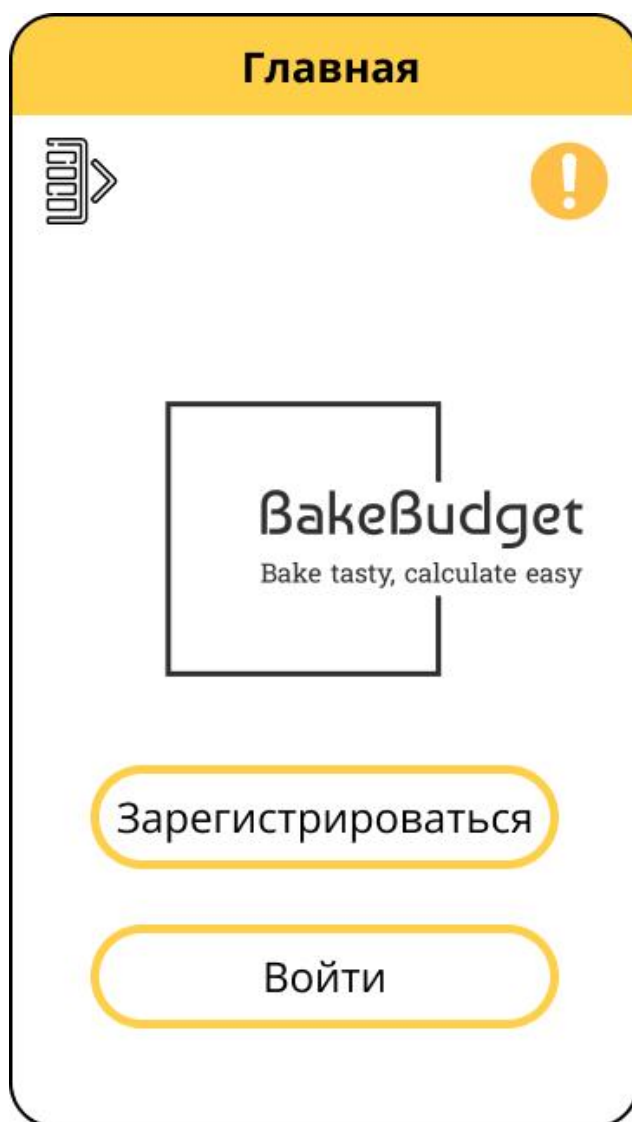 Главная
BakeBudget
Bake tasty, calculate easy
Зарегистрироваться
Войти